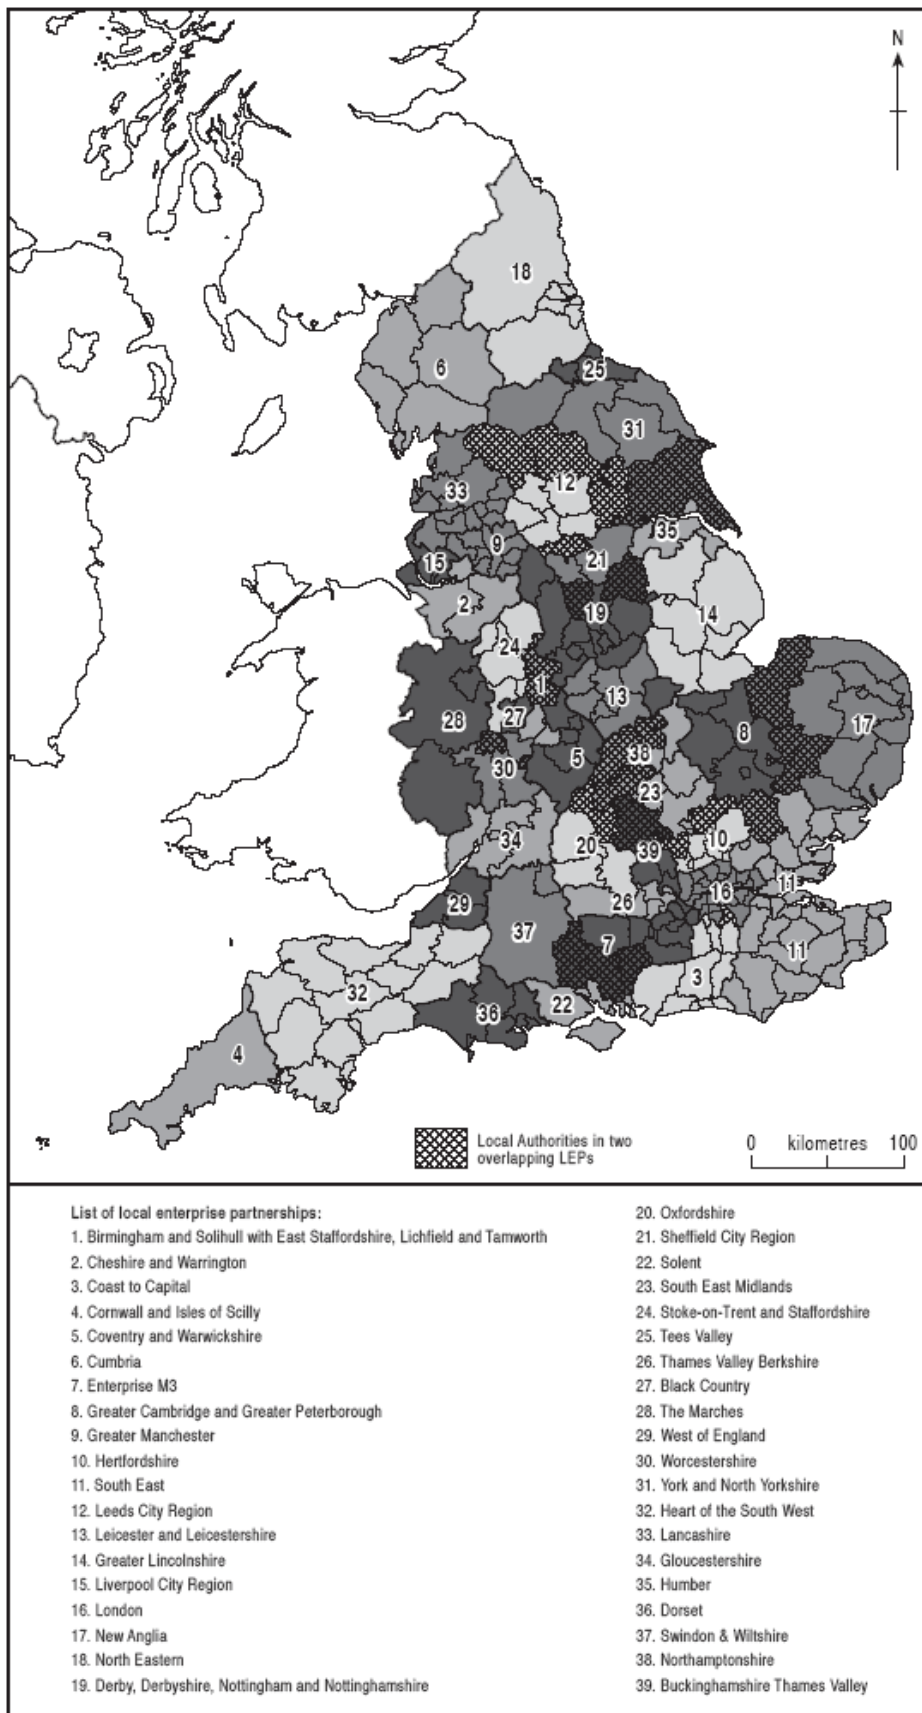 N
18
6
25
31
33
12
35
9
15
21
2
19
14
24
1
13
28
27
8
17
5
38
30
23
34
20
39
10
26
16
11
29
37
7
11
3
32
36
22
4
Local Authorities in two
overlapping LEPs
0 kilometres 100
List of local enterprise partnerships:
1. Birmingham and Solihull with East Staffordshire, Lichfield and Tamworth
2. Cheshire and Warrington
3. Coast to Capital
4. Cornwall and Isles of Scilly
5. Coventry and Warwickshire
6. Cumbria
7. Enterprise M3
8. Greater Cambridge and Greater Peterborough
9. Greater Manchester
10. Hertfordshire
11. South East
12. Leeds City Region
13. Leicester and Leicestershire
14. Greater Lincolnshire
15. Liverpool City Region
16. London
17. New Anglia
18. North Eastern
19. Derby, Derbyshire, Nottingham and Nottinghamshire
20. Oxfordshire
21. Sheffield City Region
22. Solent
23. South East Midlands
24. Stoke-on-Trent and Staffordshire
25. Tees Valley
26. Thames Valley Berkshire
27. Black Country
28. The Marches
29. West of England
30. Worcestershire
31. York and North Yorkshire
32. Heart of the South West
33. Lancashire
34. Gloucestershire
35. Humber
36. Dorset
37. Swindon & Wiltshire
38. Northamptonshire
39. Buckinghamshire Thames Valley